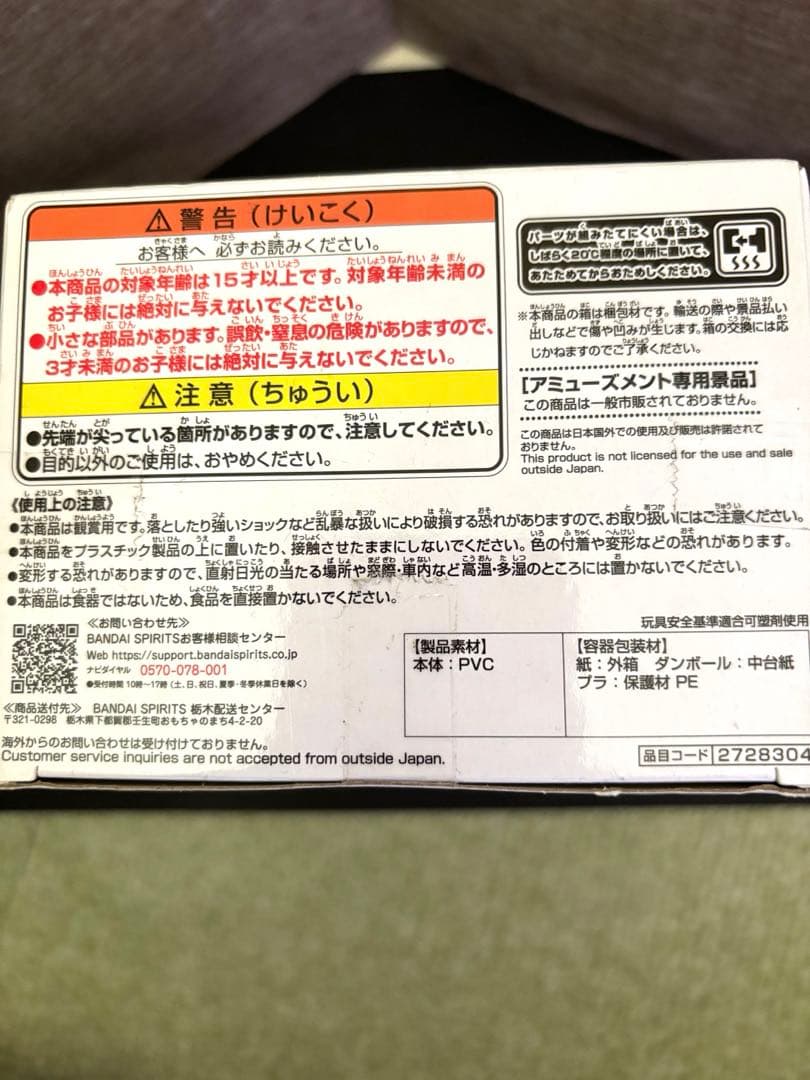 ⚠警告(けいこく)
お客様へ 必ずお読みください。
●本商品の対象年齢は15才以上です。対象年齢未満の
お子様には絶対に与えないでください。
●小さな部品があります。誤飲・窒息の危険がありますので、
3才未満のお子様には絶対に与えないでください。
⚠注意(ちゅうい)
●先端が尖っている箇所がありますので、注意してください。
●目的以外のご使用は、おやめください。
パーツが組みたてにくい場合は、
しばらく20℃程度の場所に置いて、
あたためてからおためしください。
※本商品の箱は梱包材です。輸送の際や景品払い
出しなどで傷や凹みが生じます。箱の交換には応
じかねますのでご了承ください。
【アミューズメント専用景品】
この商品は一般市販されておりません。
この商品は日本国外での使用及び販売は許諾されて
おりません。
This product is not licensed for the use and sale
outside Japan.
《使用上の注意》
●本商品は観賞用です。落としたり強いショックなど乱暴な扱いにより破損する恐れがありますので、お取り扱いにはご注意ください。
●本商品をプラスチック製品の上に置いたり、接触させたままにしないでください。色の付着や変形などの恐れがあります。
●変形する恐れがありますので、直射日光の当たる場所や窓際・車内など高温・多湿のところには置かないでください。
●本商品は食器ではないため、食品を直接置かないでください。
玩具安全基準適合可塑剤使用
≪お問い合わせ先≫
BANDAI SPIRITSお客様相談センター
Web https://support.bandaispirits.co.jp
ナビダイヤル 0570-078-001
●受付時間 10時〜17時(土、日、祝日、夏季・冬季休業日を除く)
≪商品送付先≫ BANDAI SPIRITS 栃木配送センター
〒321-0298 栃木県下都賀郡壬生町おもちゃのまち4-2-20
海外からのお問い合わせは受け付けておりません。
Customer service inquiries are not accepted from outside Japan.
【製品素材】
本体:PVC
【容器包装材】
紙:外箱 ダンボール:中台紙
プラ:保護材 PE
品目コード 2728304